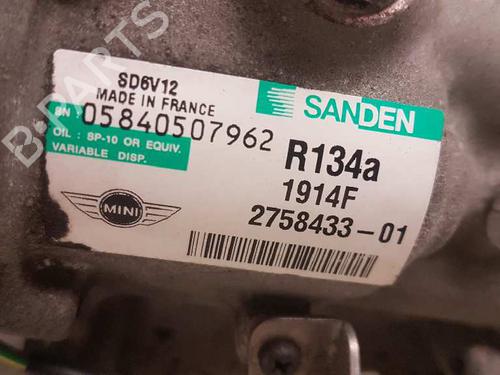 SD6V12
MADE IN FRANCE
SN 05840507962
OIL : SP-10 OR EQUIV.
VARIABLE DISP.
SANDEN
R134a
1914F
2758433-01
MINI
B-PARTS